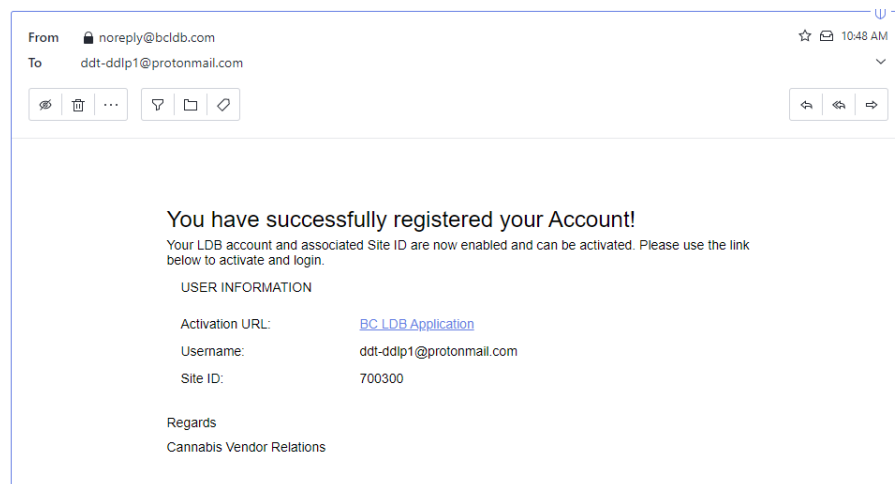 From noreply@bcldb.com 10:48 AM
To ddt-ddlp1@protonmail.com
You have successfully registered your Account!
Your LDB account and associated Site ID are now enabled and can be activated. Please use the link
below to activate and login.
USER INFORMATION
Activation URL: BC LDB Application
Username: ddt-ddlp1@protonmail.com
Site ID: 700300
Regards
Cannabis Vendor Relations